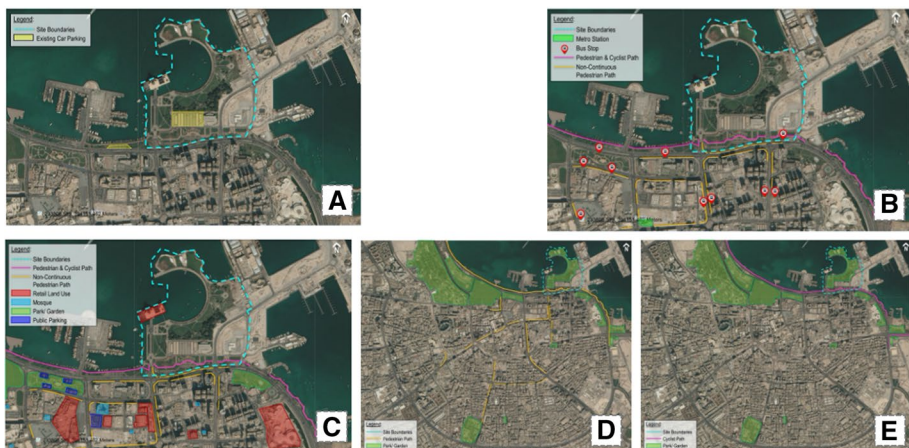 Legend:
Site Boundaries
Existing Car Parking
A
Legend:
Site Boundaries
Metro Station
Bus Stop
Pedestrian & Cyclist Path
Non-Continuous
Pedestrian Path
B
Legend:
Site Boundaries
Pedestrian & Cyclist Path
Non-Continuous
Pedestrian Path
Retail Land Use
Mosque
Park/ Garden
Public Parking
C
Legend:
Site Boundaries
Pedestrian Path
Park/ Garden
D
Legend:
Site Boundaries
Cyclist Path
Park/ Garden
E